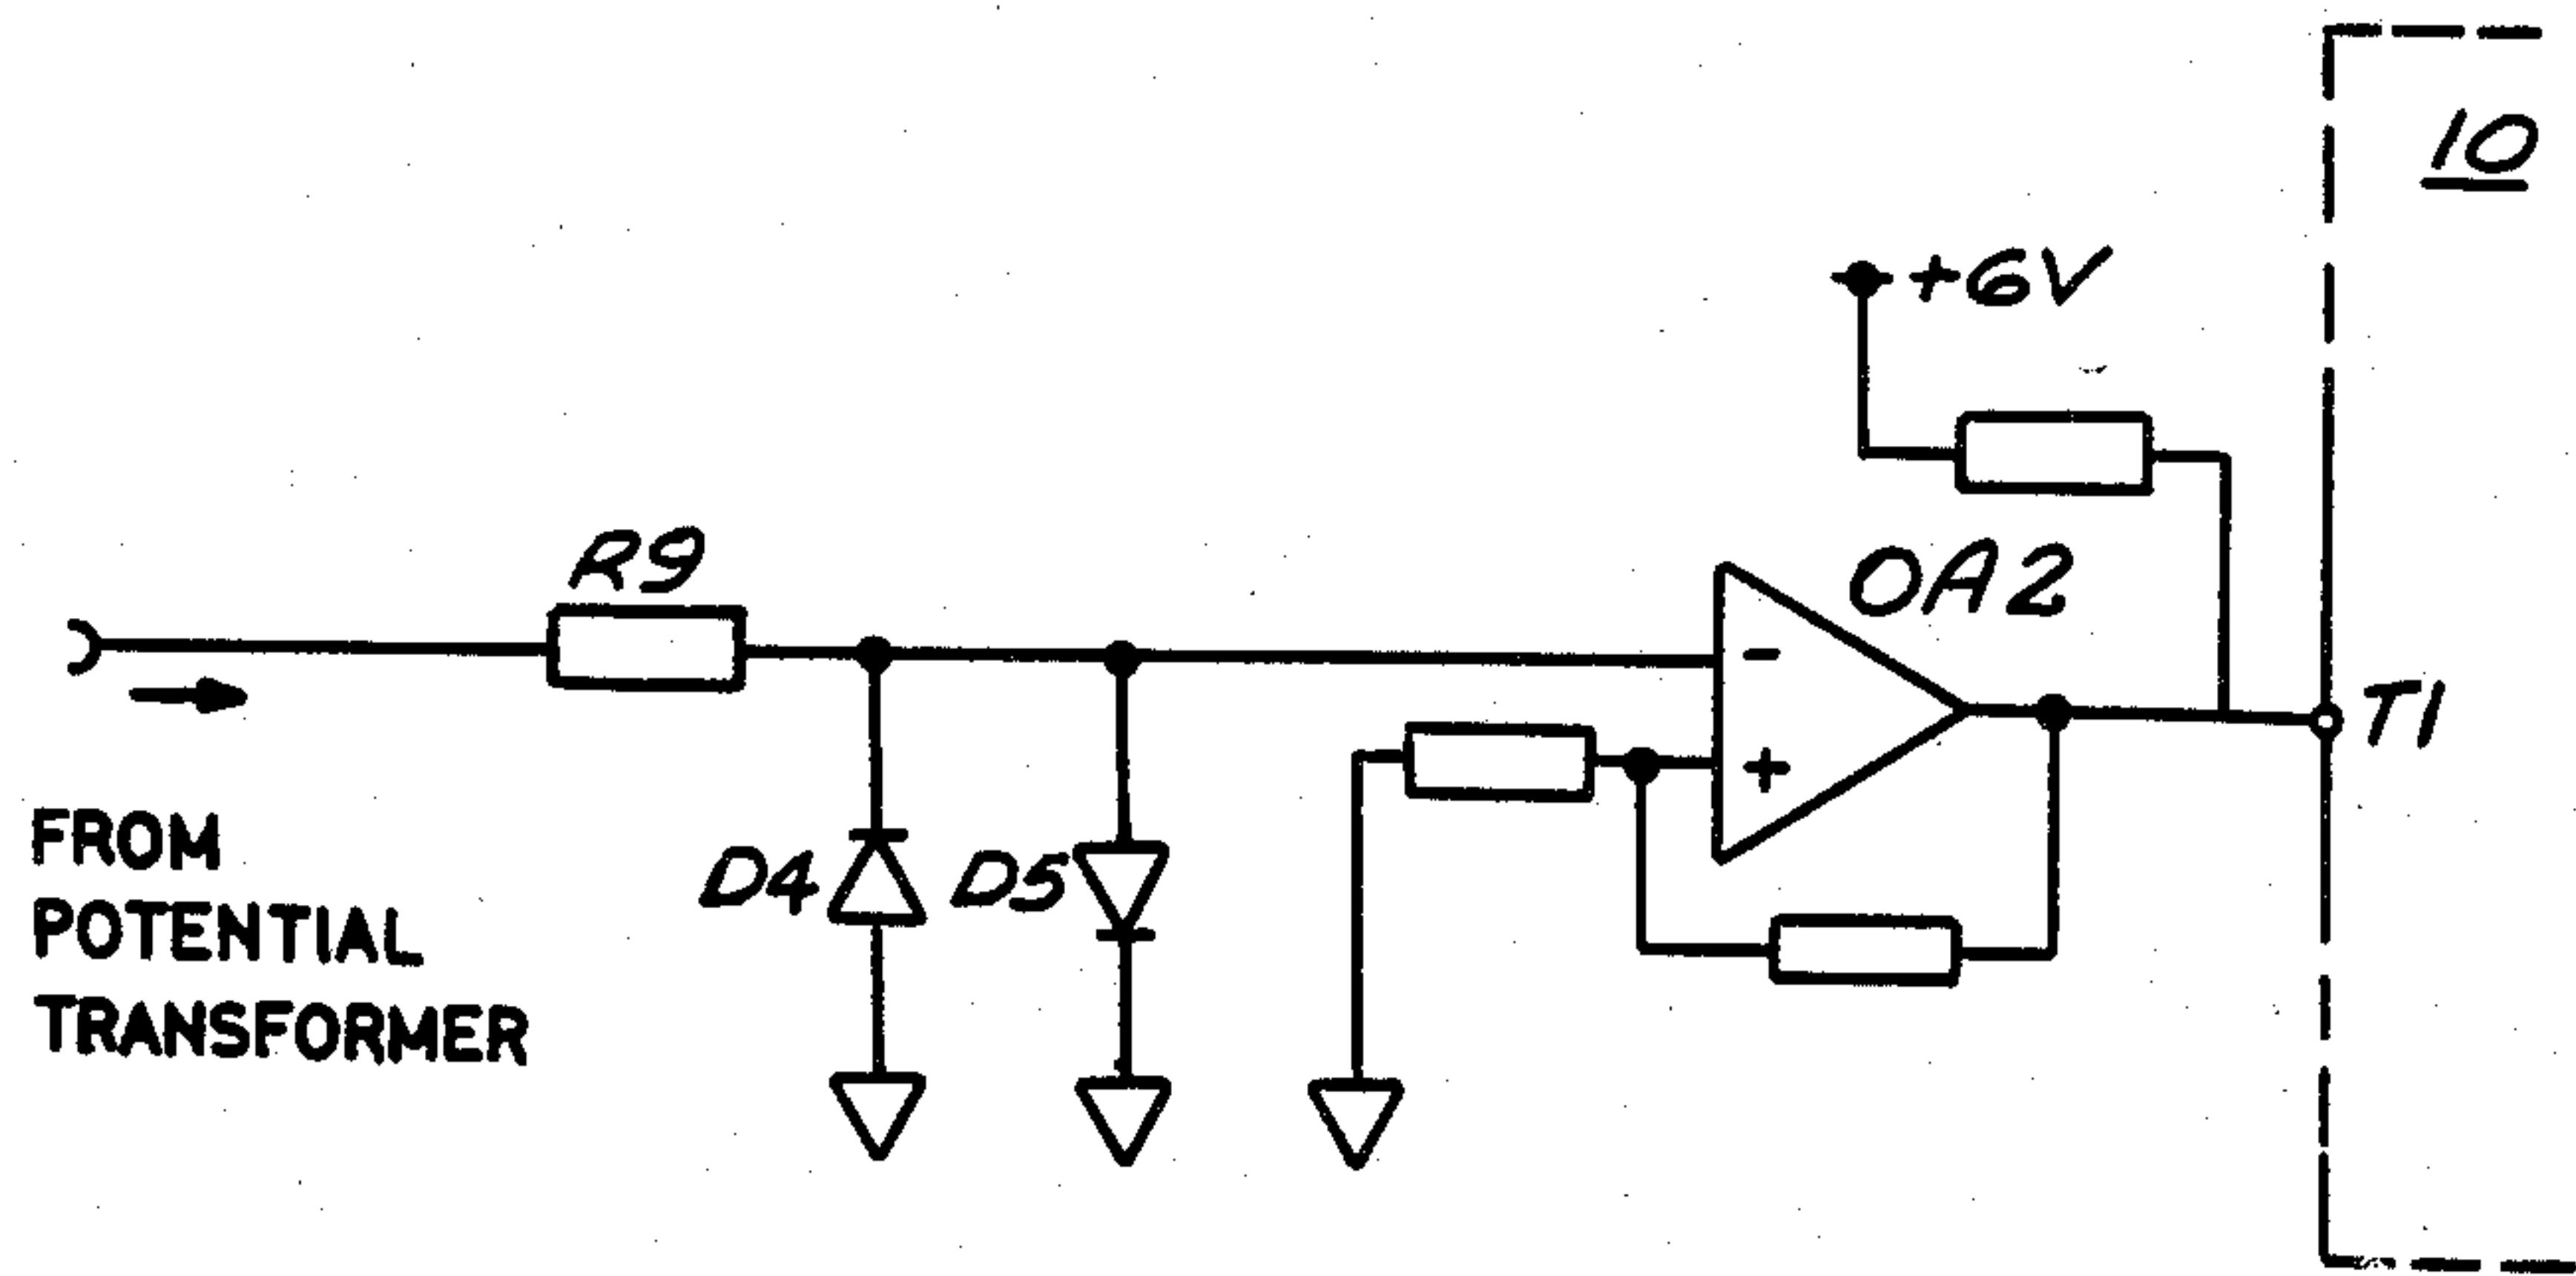 10
+6V
R9
OA2
-
+
T1
D4
D5
FROM
POTENTIAL
TRANSFORMER